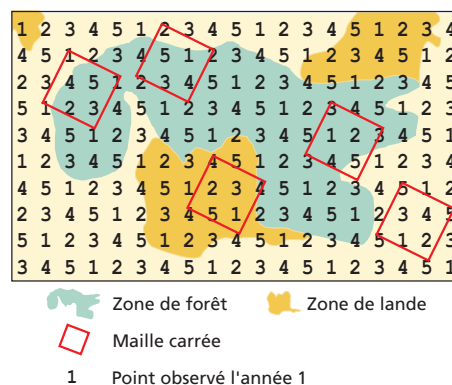 1 2 3 4 5 1 2 3 4 5 1 2 3 4 5 1 2 3 4
4 5 1 2 3 4 5 1 2 3 4 5 1 2 3 4 5 1 2
2 3 4 5 1 2 3 4 5 1 2 3 4 5 1 2 3 4 5
5 1 2 3 4 5 1 2 3 4 5 1 2 3 4 5 1 2 3
3 4 5 1 2 3 4 5 1 2 3 4 5 1 2 3 4 5 1
1 2 3 4 5 1 2 3 4 5 1 2 3 4 5 1 2 3 4
4 5 1 2 3 4 5 1 2 3 4 5 1 2 3 4 5 1 2
2 3 4 5 1 2 3 4 5 1 2 3 4 5 1 2 3 4 5
5 1 2 3 4 5 1 2 3 4 5 1 2 3 4 5 1 2 3
3 4 5 1 2 3 4 5 1 2 3 4 5 1 2 3 4 5 1
Zone de forêt Zone de lande
Maille carrée
1 Point observé l'année 1